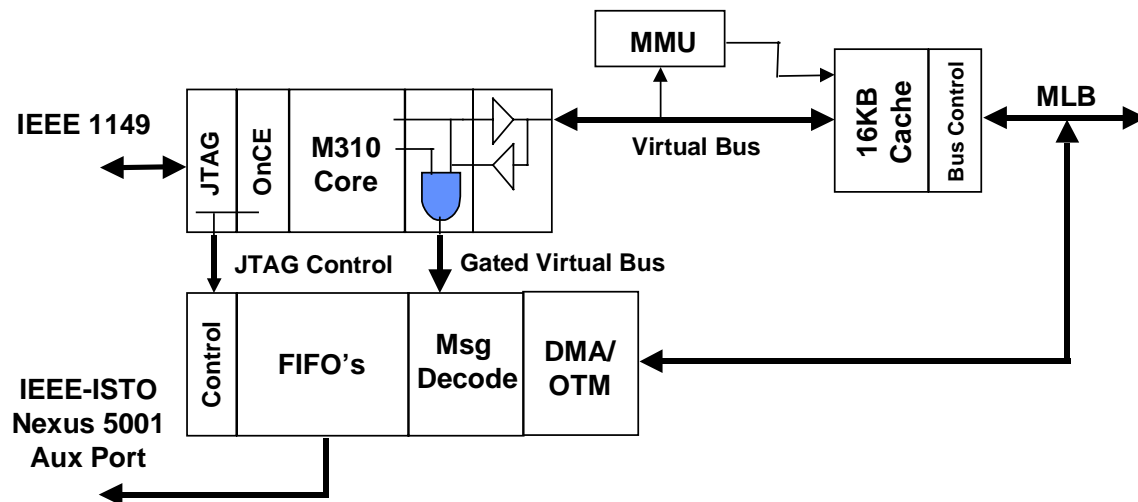 MMU
IEEE 1149
JTAG
OnCE
M310
Core
Virtual Bus
16KB
Cache
Bus Control
MLB
JTAG Control
Gated Virtual Bus
Control
FIFO's
Msg
Decode
DMA/
OTM
IEEE-ISTO
Nexus 5001
Aux Port